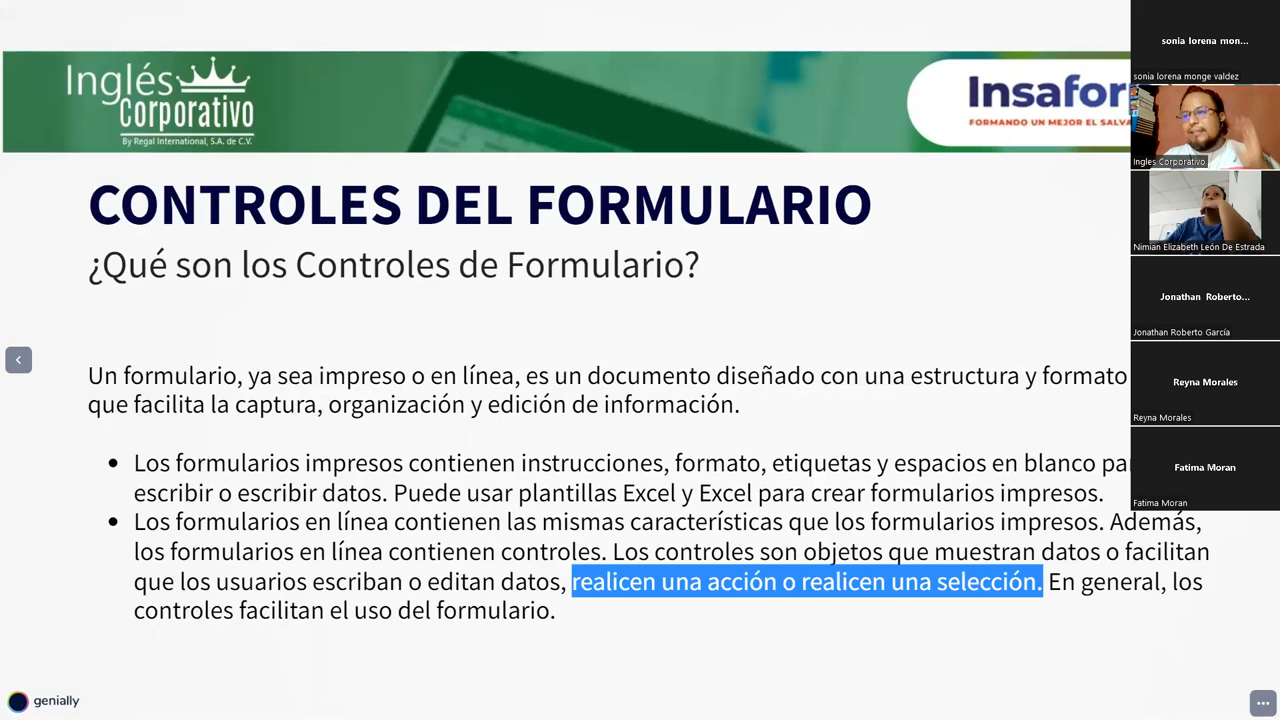 Inglés
Corporativo
By Regal International, S.A. de C.V.
Insafor
FORMANDO UN MEJOR EL SALVA
CONTROLES DEL FORMULARIO
¿Qué son los Controles de Formulario?
Un formulario, ya sea impreso o en línea, es un documento diseñado con una estructura y formato
que facilita la captura, organización y edición de información.
Los formularios impresos contienen instrucciones, formato, etiquetas y espacios en blanco par
escribir o escribir datos. Puede usar plantillas Excel y Excel para crear formularios impresos.
Los formularios en línea contienen las mismas características que los formularios impresos. Además,
los formularios en línea contienen controles. Los controles son objetos que muestran datos o facilitan
que los usuarios escriban o editan datos, realicen una acción o realicen una selección. En general, los
controles facilitan el uso del formulario.
genially
sonia lorena mon...
sonia lorena monge valdez
Ingles Corporativo
Nimian Elizabeth León De Estrada
Jonathan Roberto...
Jonathan Roberto García
Reyna Morales
Reyna Morales
Fatima Moran
Fatima Moran